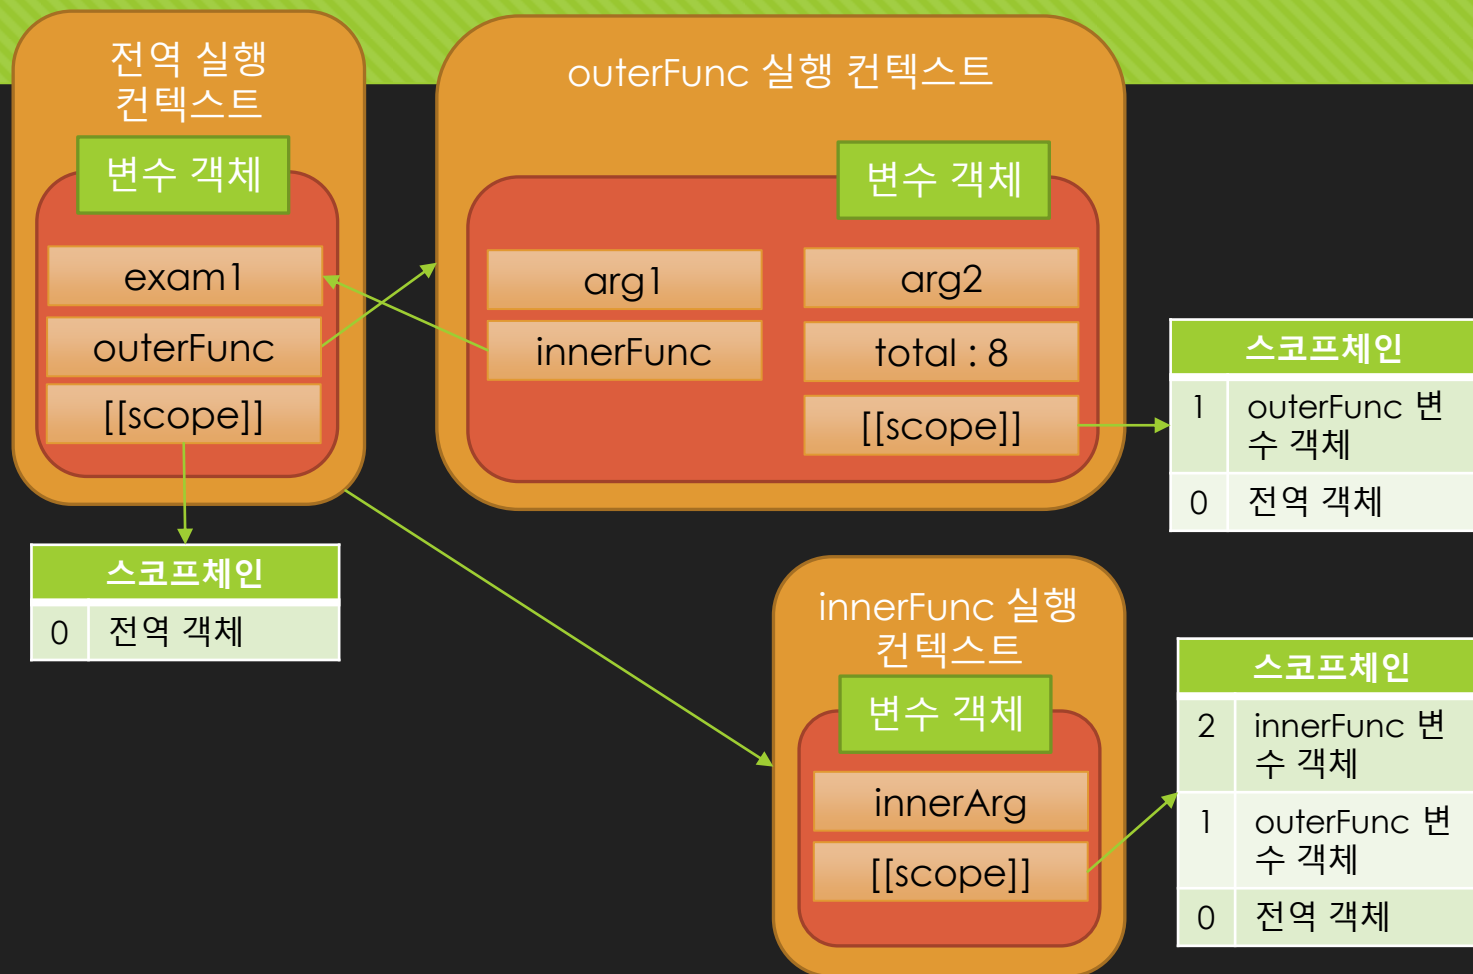 전역 실행
컨텍스트
변수 객체
exam1
outerFunc
[[scope]]
스코프체인
0 전역 객체
outerFunc 실행 컨텍스트
변수 객체
arg1
arg2
innerFunc
total : 8
[[scope]]
스코프체인
1 outerFunc 변
수 객체
0 전역 객체
innerFunc 실행
컨텍스트
변수 객체
innerArg
[[scope]]
스코프체인
2 innerFunc 변
수 객체
1 outerFunc 변
수 객체
0 전역 객체